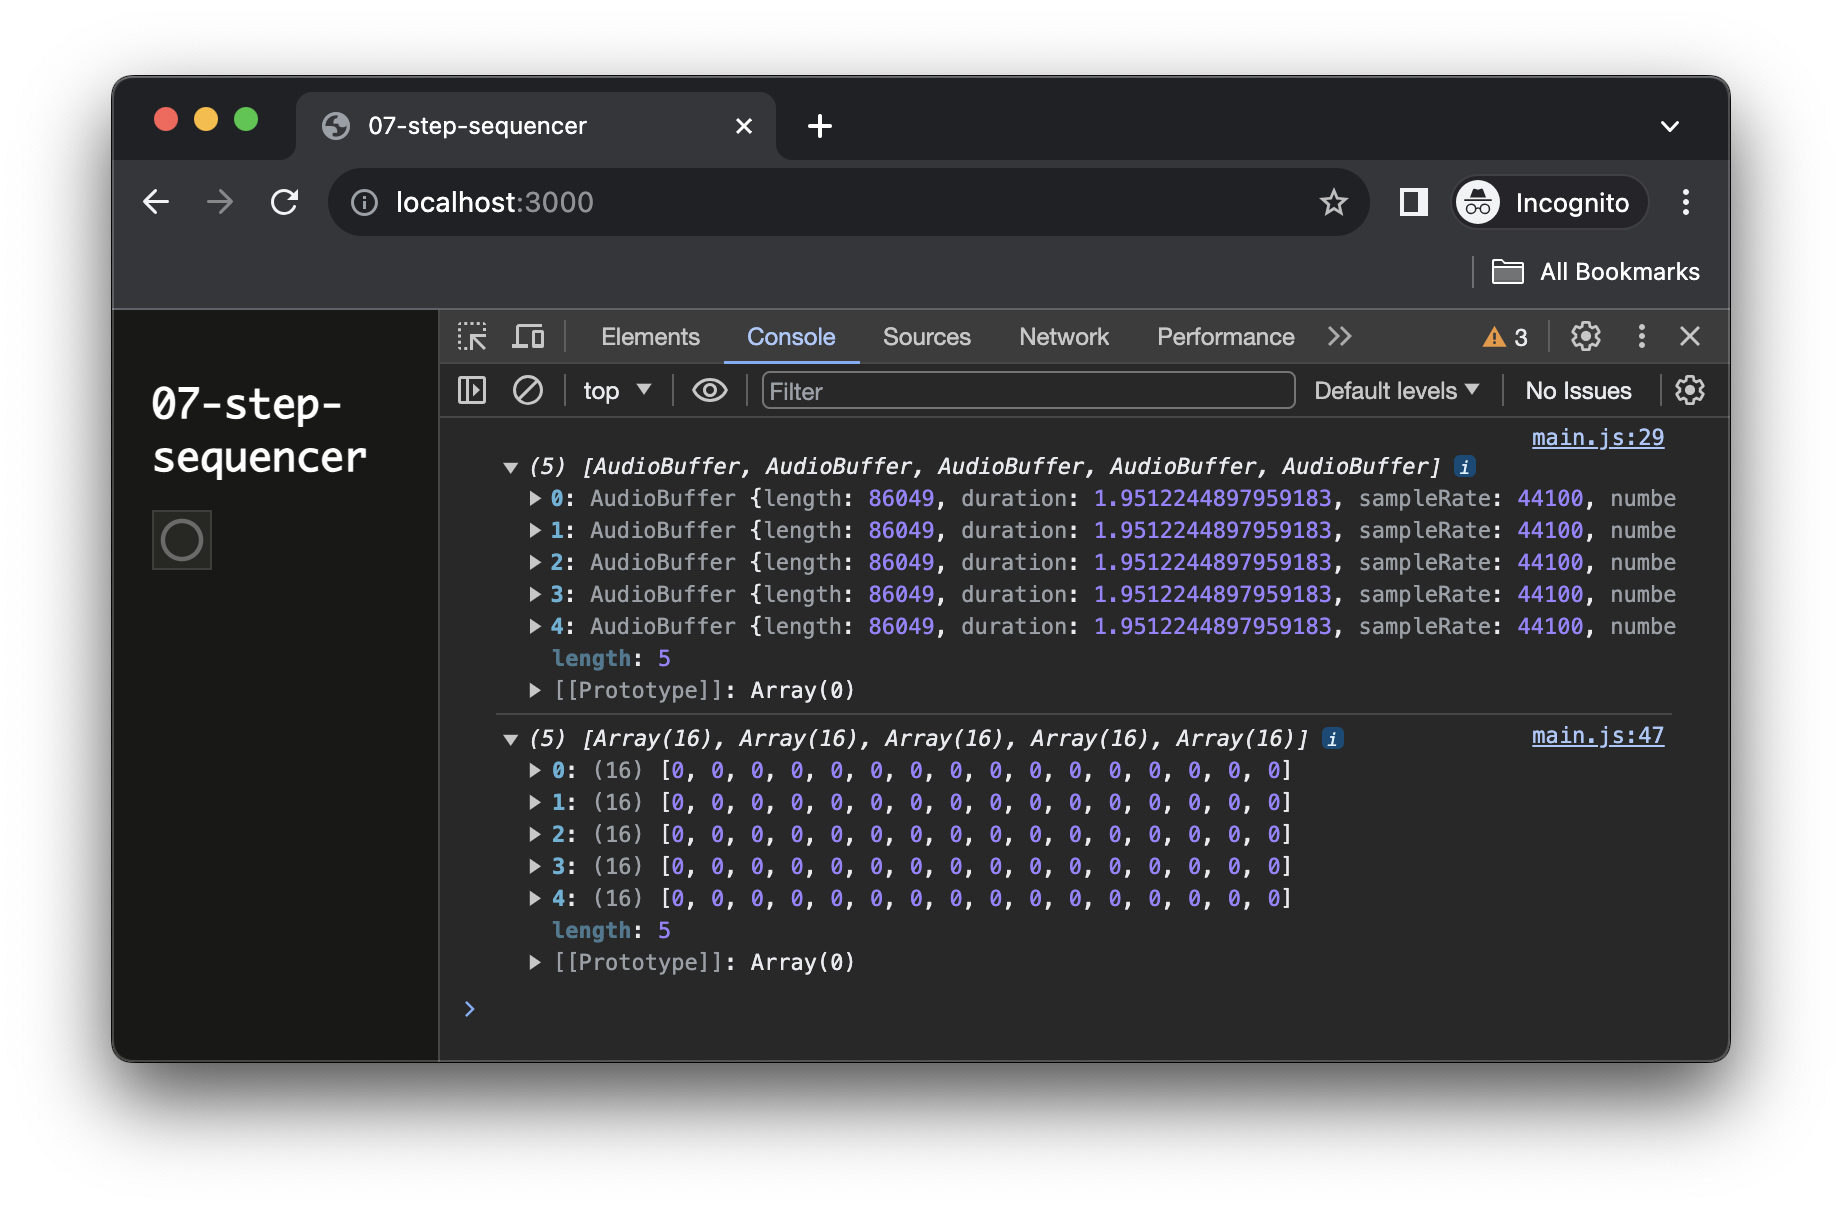 07-step-sequencer
localhost:3000
Incognito
All Bookmarks
Elements Console Sources Network Performance 3
top Filter Default levels No Issues
07-step-
sequencer
main.js:29
(5) [AudioBuffer, AudioBuffer, AudioBuffer, AudioBuffer, AudioBuffer] i
0: AudioBuffer {length: 86049, duration: 1.9512244897959183, sampleRate: 44100, numbe
1: AudioBuffer {length: 86049, duration: 1.9512244897959183, sampleRate: 44100, numbe
2: AudioBuffer {length: 86049, duration: 1.9512244897959183, sampleRate: 44100, numbe
3: AudioBuffer {length: 86049, duration: 1.9512244897959183, sampleRate: 44100, numbe
4: AudioBuffer {length: 86049, duration: 1.9512244897959183, sampleRate: 44100, numbe
length: 5
[[Prototype]]: Array(0)
(5) [Array(16), Array(16), Array(16), Array(16), Array(16)] i main.js:47
0: (16) [0, 0, 0, 0, 0, 0, 0, 0, 0, 0, 0, 0, 0, 0, 0, 0]
1: (16) [0, 0, 0, 0, 0, 0, 0, 0, 0, 0, 0, 0, 0, 0, 0, 0]
2: (16) [0, 0, 0, 0, 0, 0, 0, 0, 0, 0, 0, 0, 0, 0, 0, 0]
3: (16) [0, 0, 0, 0, 0, 0, 0, 0, 0, 0, 0, 0, 0, 0, 0, 0]
4: (16) [0, 0, 0, 0, 0, 0, 0, 0, 0, 0, 0, 0, 0, 0, 0, 0]
length: 5
[[Prototype]]: Array(0)